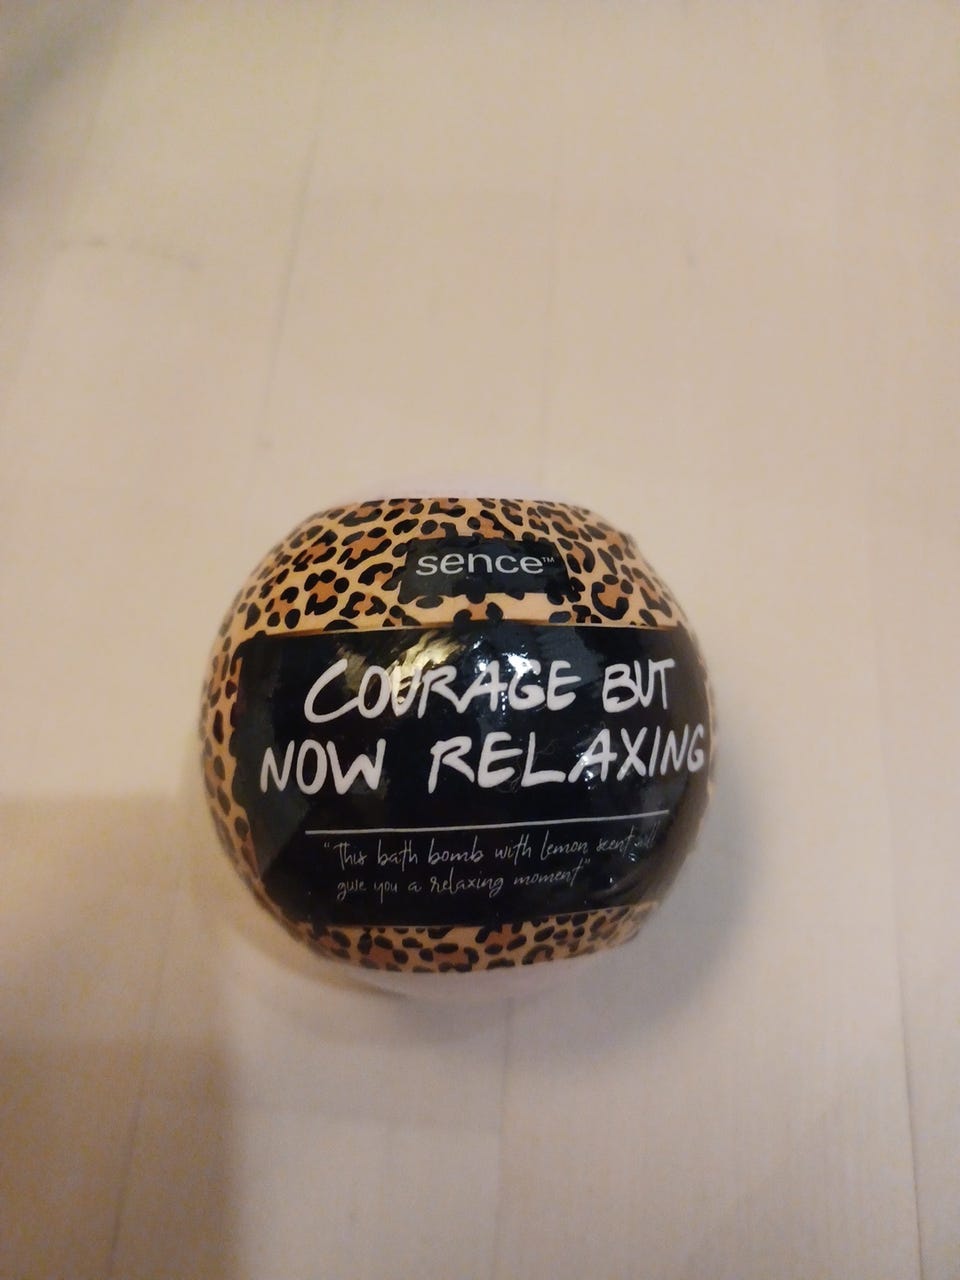 sence™
COURAGE BUT
NOW RELAXING
"This bath bomb with lemon scent will
give you a relaxing moment"